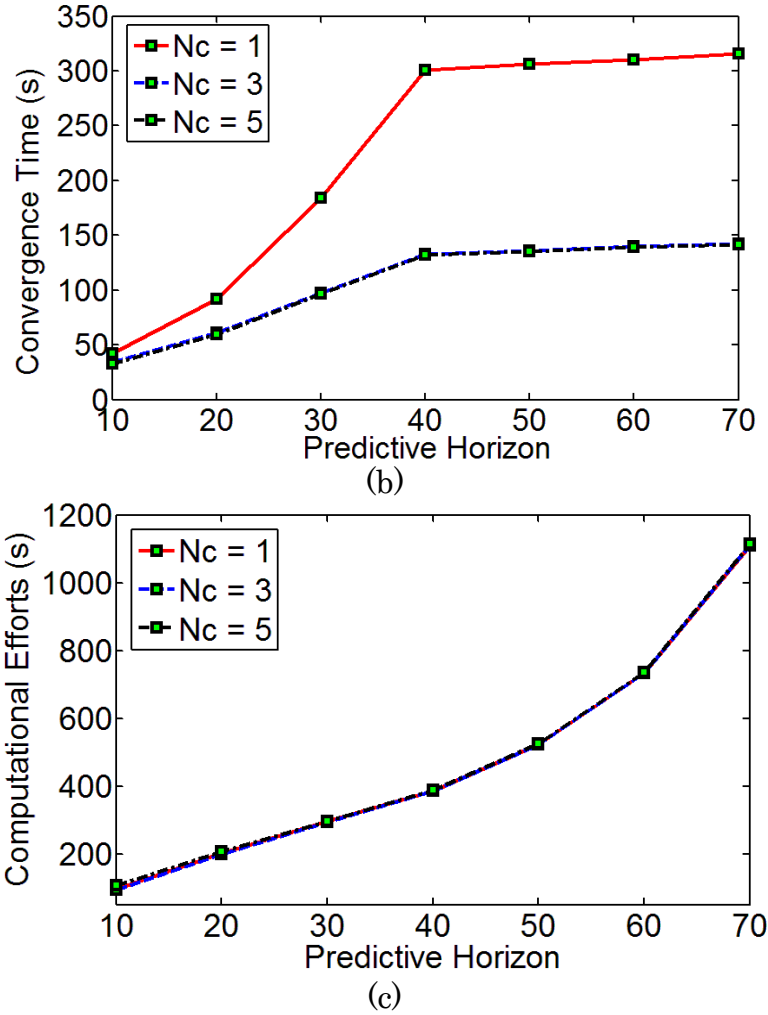 350
300
250
200
150
100
50
0
Convergence Time (s)
Nc = 1
Nc = 3
Nc = 5
10 20 30 40 50 60 70
Predictive Horizon
(b)
1200
1000
800
600
400
200
Computational Efforts (s)
Nc = 1
Nc = 3
Nc = 5
10 20 30 40 50 60 70
Predictive Horizon
(c)